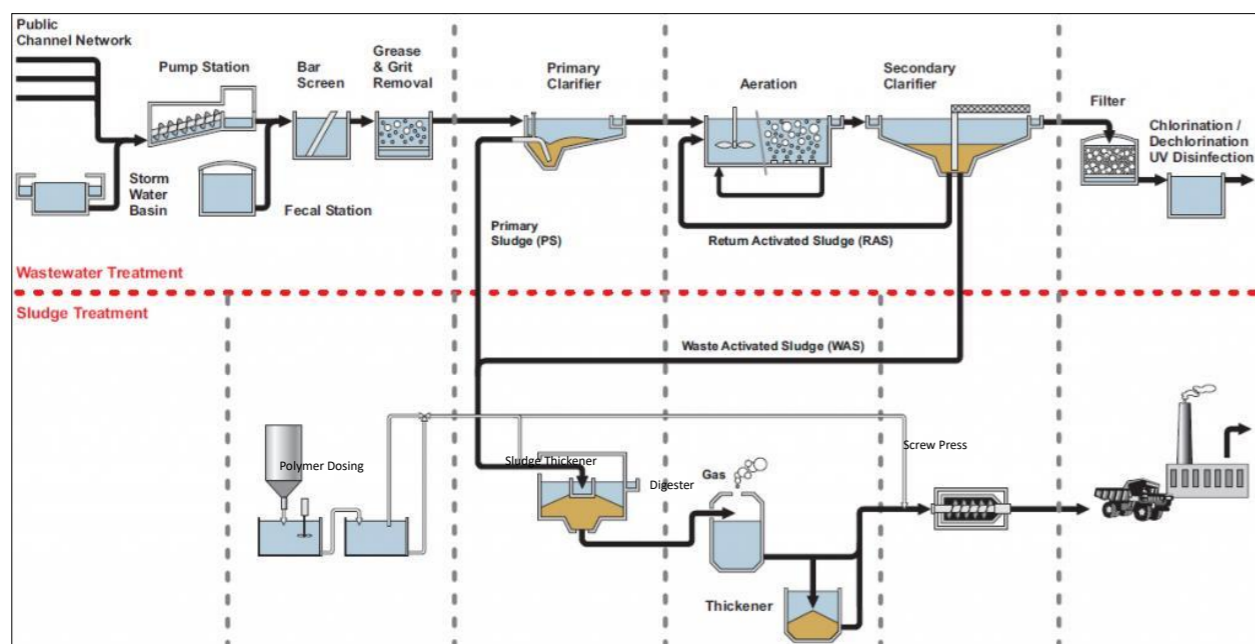 Public
Channel Network
Pump Station
Bar
Screen
Grease
& Grit
Removal
Primary
Clarifier
Aeration
Secondary
Clarifier
Filter
Chlorination /
Dechlorination
UV Disinfection
Storm
Water
Basin
Fecal Station
Primary
Sludge (PS)
Return Activated Sludge (RAS)
Wastewater Treatment
Sludge Treatment
Waste Activated Sludge (WAS)
Polymer Dosing
Sludge Thickener
Digester
Gas
Screw Press
Thickener